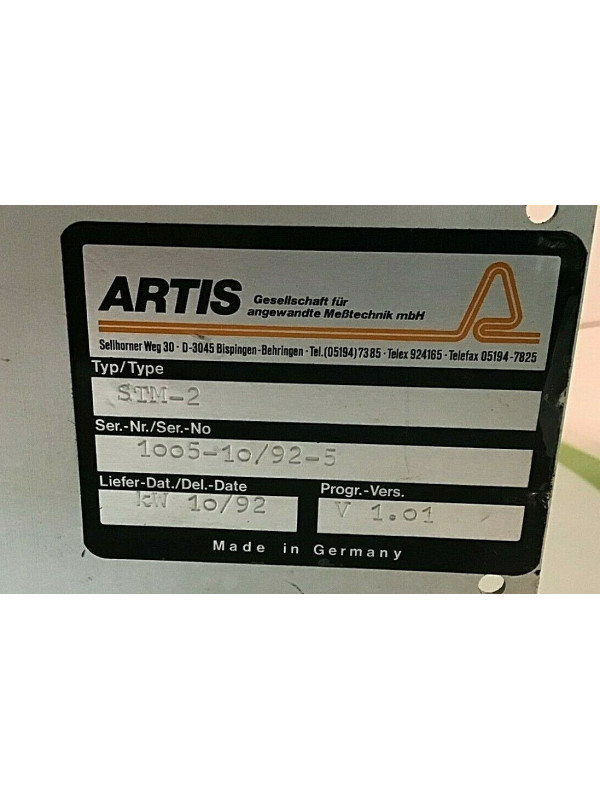 ARTIS Gesellschaft für
angewandte Meßtechnik mbH
Sellhorner Weg 30 · D-3045 Bispingen-Behringen · Tel.(05194)7385 · Telex 924165 · Telefax 05194-7825
Typ/Type
STM-2
Ser.-Nr./Ser.-No
1005-10/92-5
Liefer-Dat./Del.-Date Progr.-Vers.
kW 10/92 V 1.01
Made in Germany